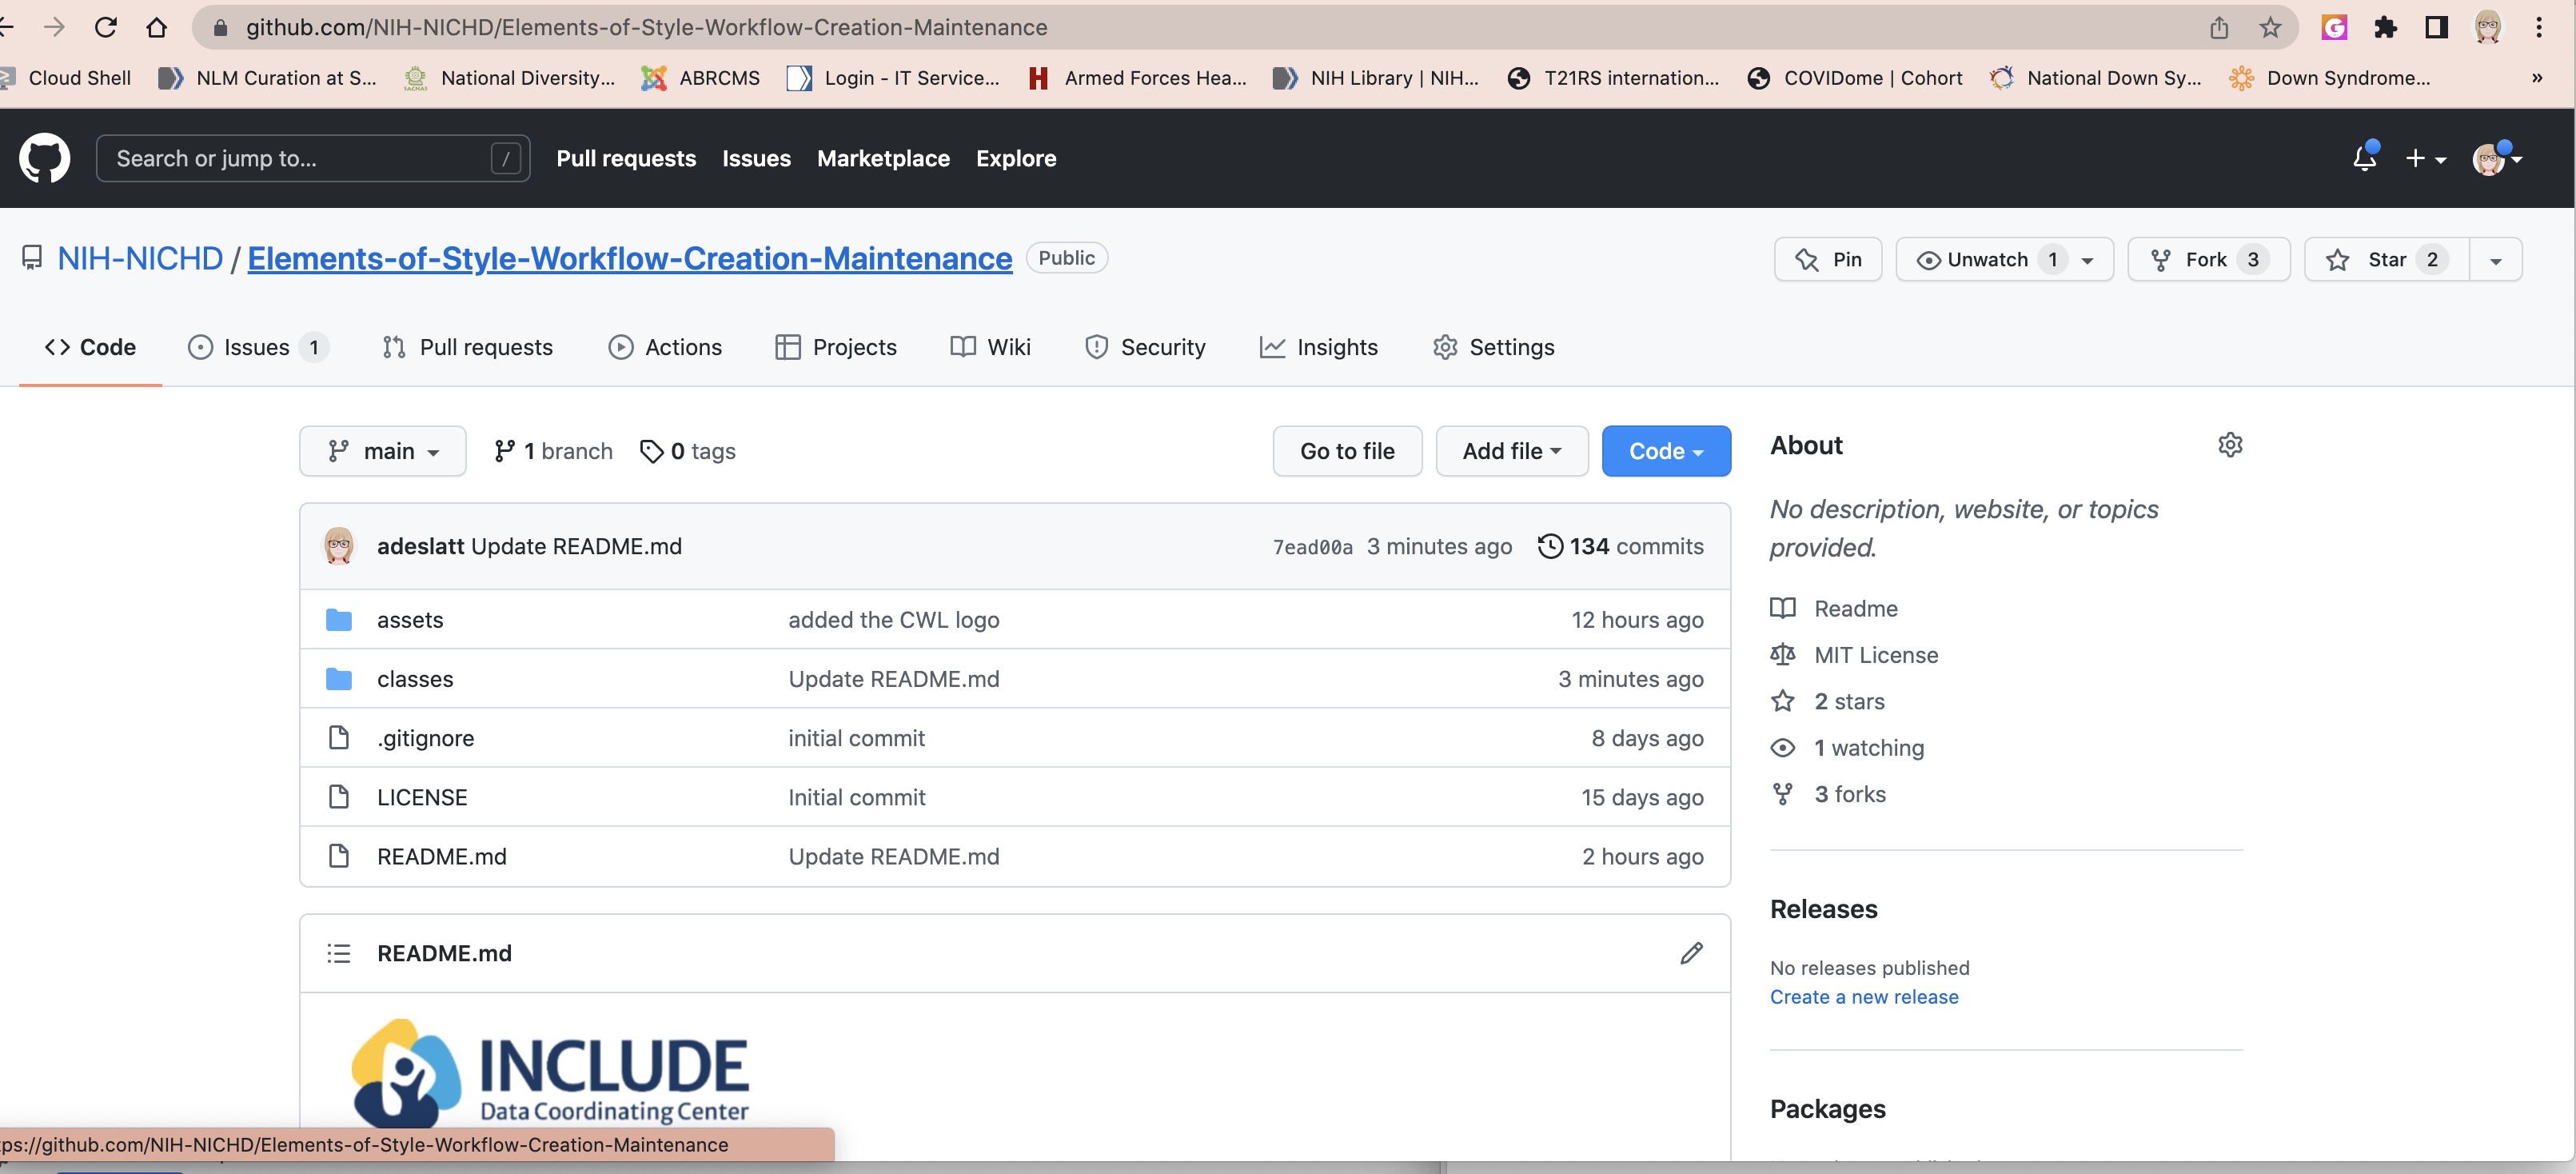 github.com/NIH-NICHD/Elements-of-Style-Workflow-Creation-Maintenance
Cloud Shell NLM Curation at S... National Diversity... ABRCMS Login - IT Service... Armed Forces Hea... NIH Library | NIH... T21RS internation... COVIDome | Cohort National Down Sy... Down Syndrome... »
Search or jump to... / Pull requests Issues Marketplace Explore
NIH-NICHD / Elements-of-Style-Workflow-Creation-Maintenance Public Pin Unwatch 1 Fork 3 Star 2
Code Issues 1 Pull requests Actions Projects Wiki Security Insights Settings
main 1 branch 0 tags Go to file Add file Code
adeslatt Update README.md 7ead00a 3 minutes ago 134 commits
assets added the CWL logo 12 hours ago
classes Update README.md 3 minutes ago
.gitignore initial commit 8 days ago
LICENSE Initial commit 15 days ago
README.md Update README.md 2 hours ago
README.md
INCLUDE
Data Coordinating Center
About
No description, website, or topics
provided.
Readme
MIT License
2 stars
1 watching
3 forks
Releases
No releases published
Create a new release
Packages
ps://github.com/NIH-NICHD/Elements-of-Style-Workflow-Creation-Maintenance